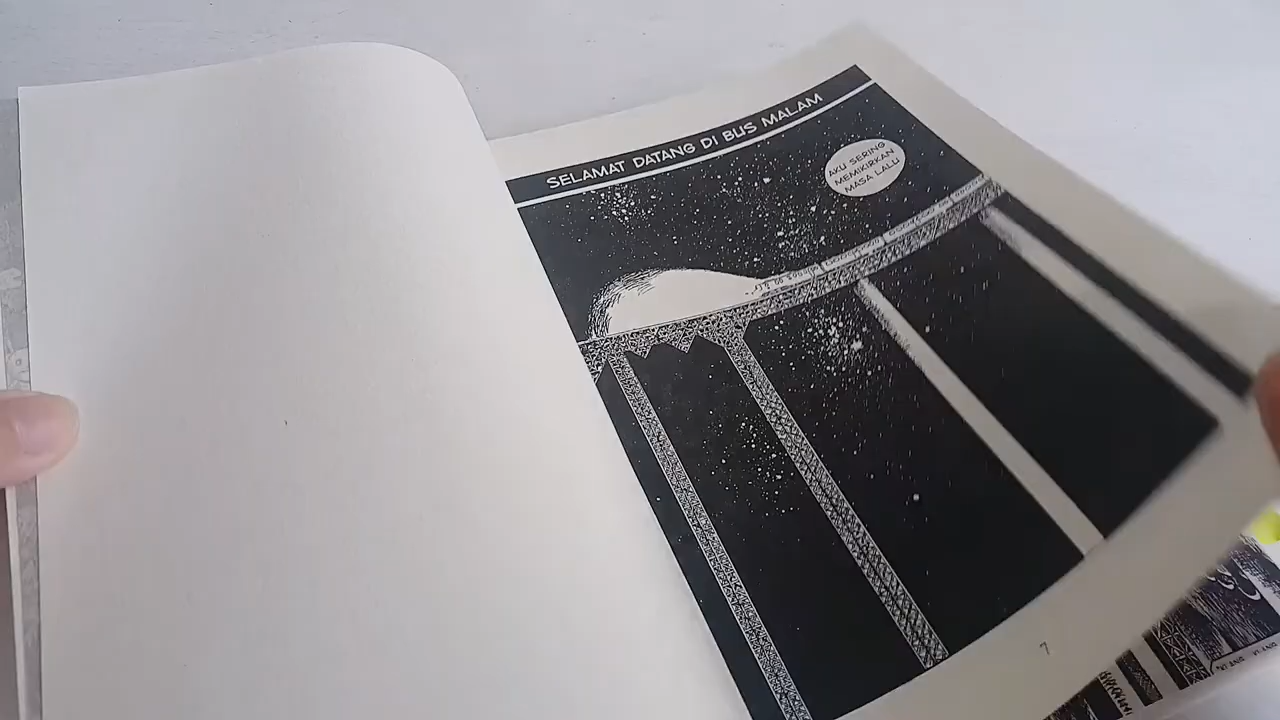 SELAMAT DATANG DI BUS MALAM
AKU SERING
MEMIKIRKAN
MASA LALU
7